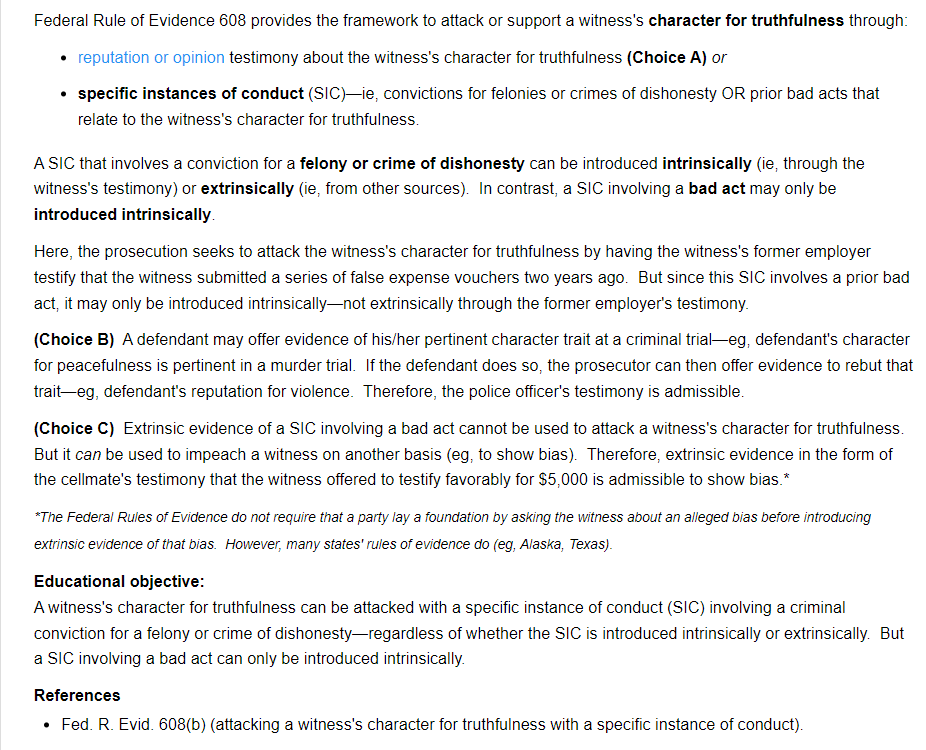 Federal Rule of Evidence 608 provides the framework to attack or support a witness's character for truthfulness through:
• reputation or opinion testimony about the witness's character for truthfulness (Choice A) or
• specific instances of conduct (SIC)—ie, convictions for felonies or crimes of dishonesty OR prior bad acts that
relate to the witness's character for truthfulness.
A SIC that involves a conviction for a felony or crime of dishonesty can be introduced intrinsically (ie, through the
witness's testimony) or extrinsically (ie, from other sources). In contrast, a SIC involving a bad act may only be
introduced intrinsically.
Here, the prosecution seeks to attack the witness's character for truthfulness by having the witness's former employer
testify that the witness submitted a series of false expense vouchers two years ago. But since this SIC involves a prior bad
act, it may only be introduced intrinsically—not extrinsically through the former employer's testimony.
(Choice B) A defendant may offer evidence of his/her pertinent character trait at a criminal trial—eg, defendant's character
for peacefulness is pertinent in a murder trial. If the defendant does so, the prosecutor can then offer evidence to rebut that
trait—eg, defendant's reputation for violence. Therefore, the police officer's testimony is admissible.
(Choice C) Extrinsic evidence of a SIC involving a bad act cannot be used to attack a witness's character for truthfulness.
But it can be used to impeach a witness on another basis (eg, to show bias). Therefore, extrinsic evidence in the form of
the cellmate's testimony that the witness offered to testify favorably for $5,000 is admissible to show bias.*
*The Federal Rules of Evidence do not require that a party lay a foundation by asking the witness about an alleged bias before introducing
extrinsic evidence of that bias. However, many states' rules of evidence do (eg, Alaska, Texas).
Educational objective:
A witness's character for truthfulness can be attacked with a specific instance of conduct (SIC) involving a criminal
conviction for a felony or crime of dishonesty—regardless of whether the SIC is introduced intrinsically or extrinsically. But
a SIC involving a bad act can only be introduced intrinsically.
References
• Fed. R. Evid. 608(b) (attacking a witness's character for truthfulness with a specific instance of conduct).